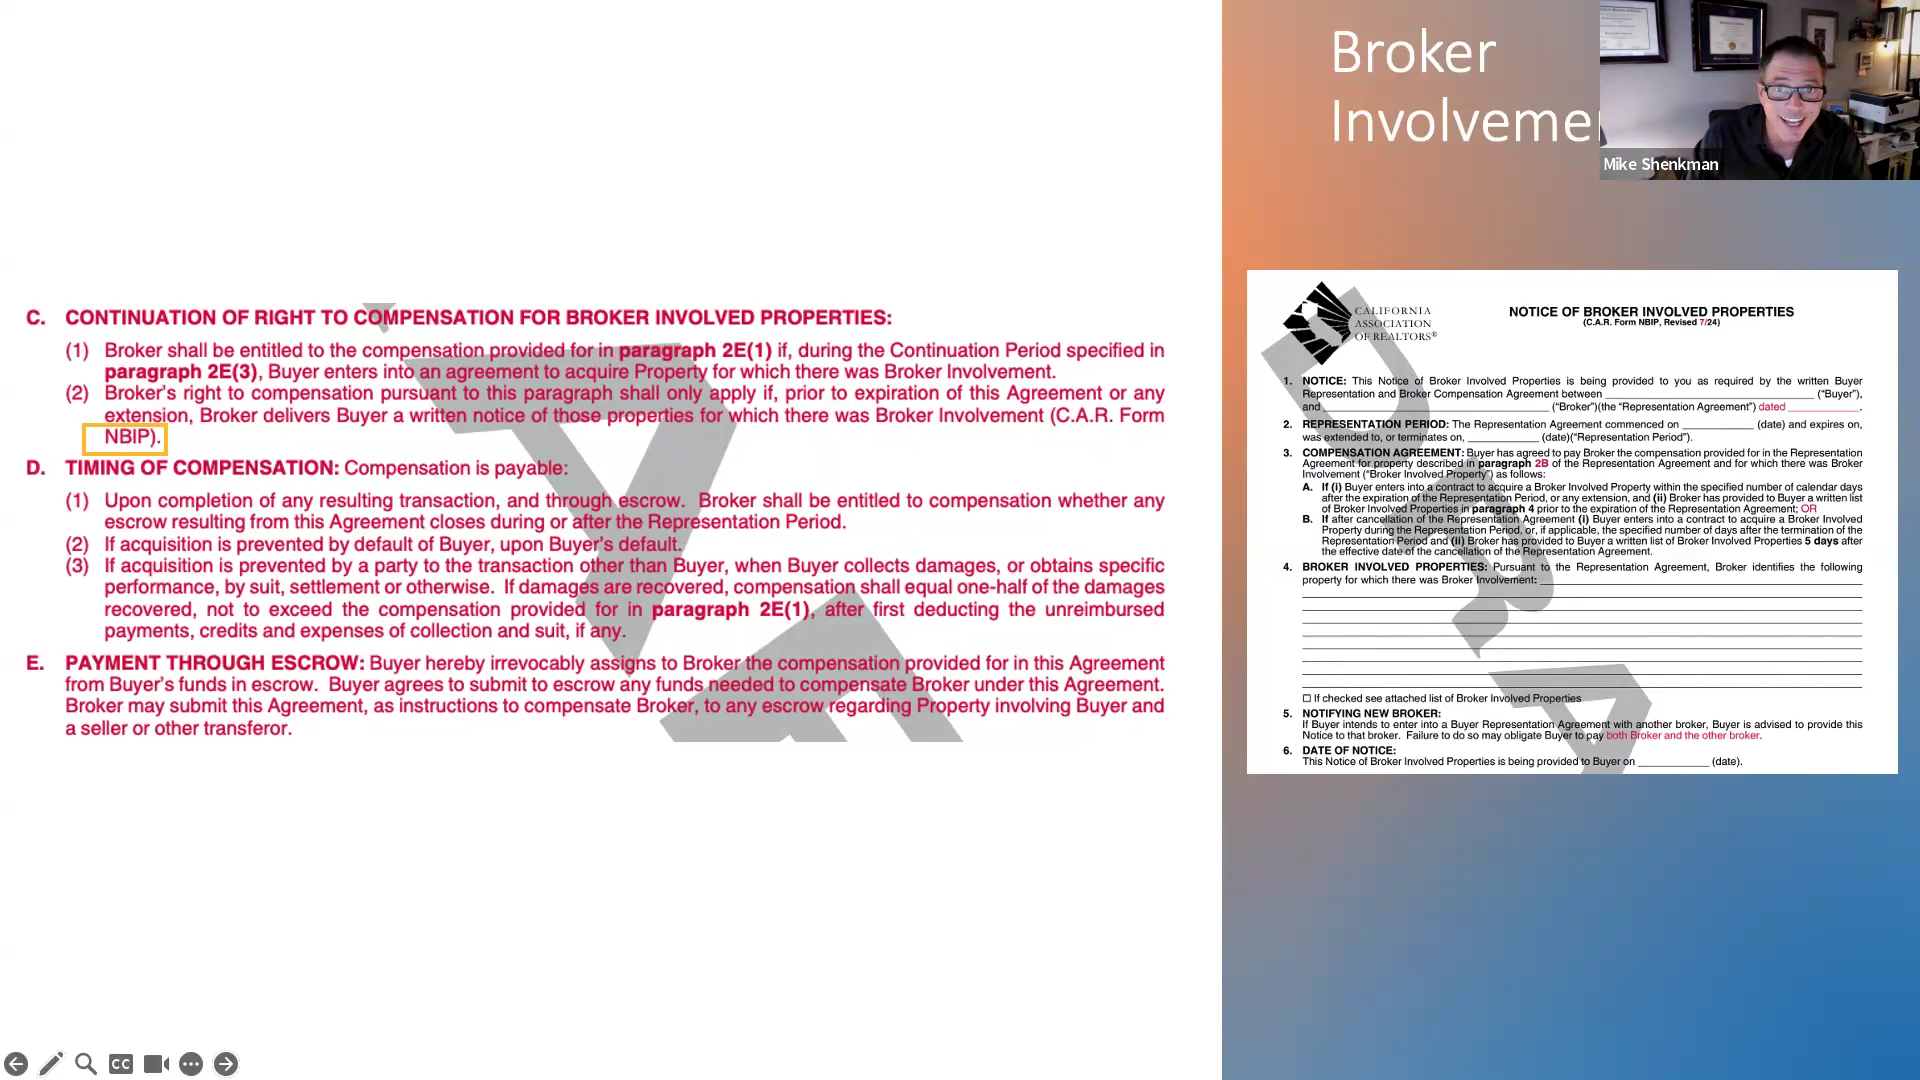 Broker
Involveme
Mike Shenkman
C. CONTINUATION OF RIGHT TO COMPENSATION FOR BROKER INVOLVED PROPERTIES:
(1) Broker shall be entitled to the compensation provided for in paragraph 2E(1) if, during the Continuation Period specified in
paragraph 2E(3), Buyer enters into an agreement to acquire Property for which there was Broker Involvement.
(2) Broker's right to compensation pursuant to this paragraph shall only apply if, prior to expiration of this Agreement or any
extension, Broker delivers Buyer a written notice of those properties for which there was Broker Involvement (C.A.R. Form
NBIP).
D. TIMING OF COMPENSATION: Compensation is payable:
(1) Upon completion of any resulting transaction, and through escrow. Broker shall be entitled to compensation whether any
escrow resulting from this Agreement closes during or after the Representation Period.
(2) If acquisition is prevented by default of Buyer, upon Buyer's default.
(3) If acquisition is prevented by a party to the transaction other than Buyer, when Buyer collects damages, or obtains specific
performance, by suit, settlement or otherwise. If damages are recovered, compensation shall equal one-half of the damages
recovered, not to exceed the compensation provided for in paragraph 2E(1), after first deducting the unreimbursed
payments, credits and expenses of collection and suit, if any.
E. PAYMENT THROUGH ESCROW: Buyer hereby irrevocably assigns to Broker the compensation provided for in this Agreement
from Buyer's funds in escrow. Buyer agrees to submit to escrow any funds needed to compensate Broker under this Agreement.
Broker may submit this Agreement, as instructions to compensate Broker, to any escrow regarding Property involving Buyer and
a seller or other transferor.
CALIFORNIA
ASSOCIATION
OF REALTORS®
NOTICE OF BROKER INVOLVED PROPERTIES
(C.A.R. Form NBIP, Revised 7/24)
1. NOTICE: This Notice of Broker Involved Properties is being provided to you as required by the written Buyer
Representation and Broker Compensation Agreement between ("Buyer"),
and ("Broker")(the "Representation Agreement") dated .
2. REPRESENTATION PERIOD: The Representation Agreement commenced on (date) and expires on,
was extended to, or terminates on, (date)("Representation Period").
3. COMPENSATION AGREEMENT: Buyer has agreed to pay Broker the compensation provided for in the Representation
Agreement for property described in paragraph 2B of the Representation Agreement and for which there was Broker
Involvement ("Broker Involved Property") as follows:
A. If (i) Buyer enters into a contract to acquire a Broker Involved Property within the specified number of calendar days
after the expiration of the Representation Period, or any extension, and (ii) Broker has provided to Buyer a written list
of Broker Involved Properties in paragraph 4 prior to the expiration of the Representation Agreement; OR
B. If after cancellation of the Representation Agreement (i) Buyer enters into a contract to acquire a Broker Involved
Property during the Representation Period, or, if applicable, the specified number of days after the termination of the
Representation Period and (ii) Broker has provided to Buyer a written list of Broker Involved Properties 5 days after
the effective date of the cancellation of the Representation Agreement.
4. BROKER INVOLVED PROPERTIES: Pursuant to the Representation Agreement, Broker identifies the following
property for which there was Broker Involvement:
☐ If checked see attached list of Broker Involved Properties
5. NOTIFYING NEW BROKER:
If Buyer intends to enter into a Buyer Representation Agreement with another broker, Buyer is advised to provide this
Notice to that broker. Failure to do so may obligate Buyer to pay both Broker and the other broker.
6. DATE OF NOTICE:
This Notice of Broker Involved Properties is being provided to Buyer on (date).
CC